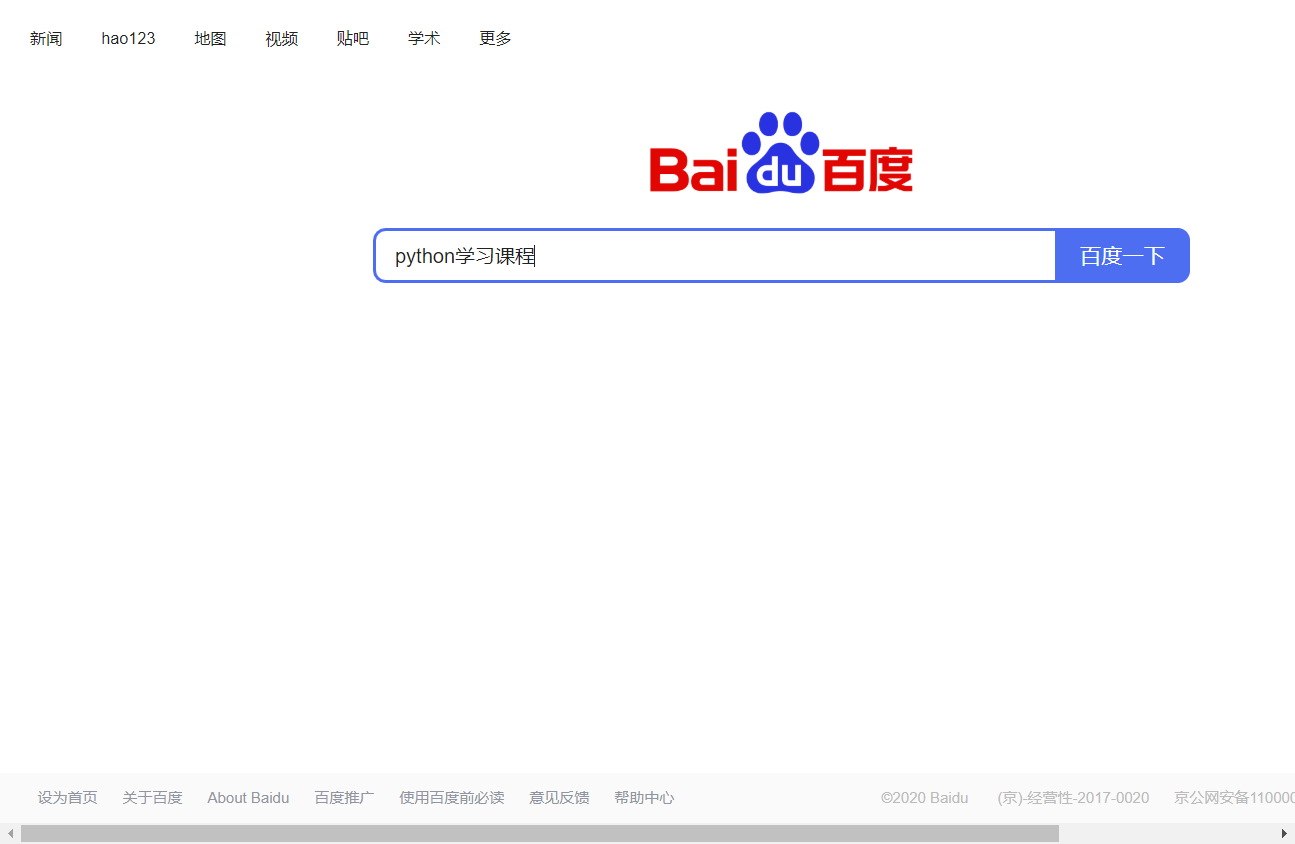 新闻 hao123 地图 视频 贴吧 学术 更多
Bai du 百度
python学习课程 百度一下
设为首页 关于百度 About Baidu 百度推广 使用百度前必读 意见反馈 帮助中心 ©2020 Baidu (京)-经营性-2017-0020 京公网安备110000